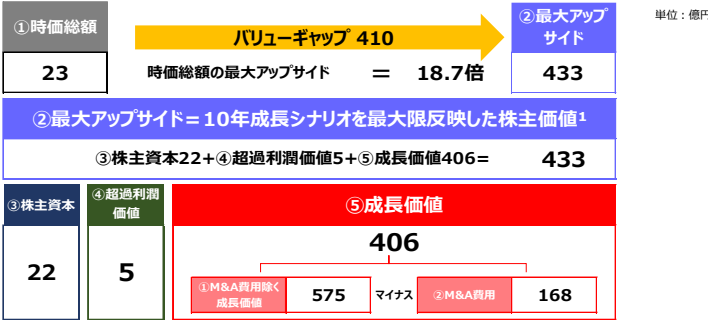 単位：億円
①時価総額
バリューギャップ 410
②最大アップ
サイド
23
時価総額の最大アップサイド ＝ 18.7倍
433
②最大アップサイド＝10年成長シナリオを最大限反映した株主価値1
③株主資本22+④超過利潤価値5+⑤成長価値406=
433
③株主資本
④超過利潤
価値
⑤成長価値
22
5
406
①M&A費用除く
成長価値
575
マイナス
②M&A費用
168